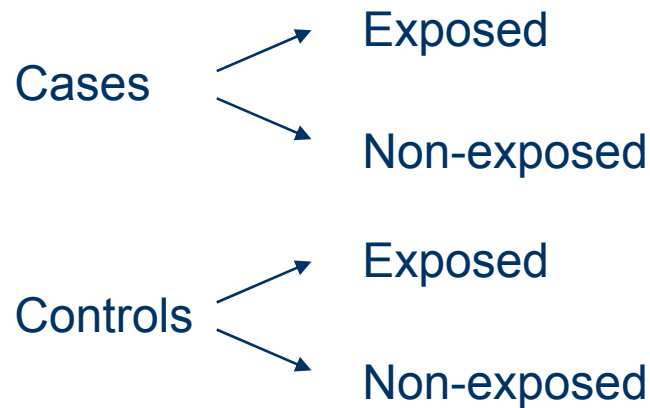 Exposed
Cases
Non-exposed
Exposed
Controls
Non-exposed